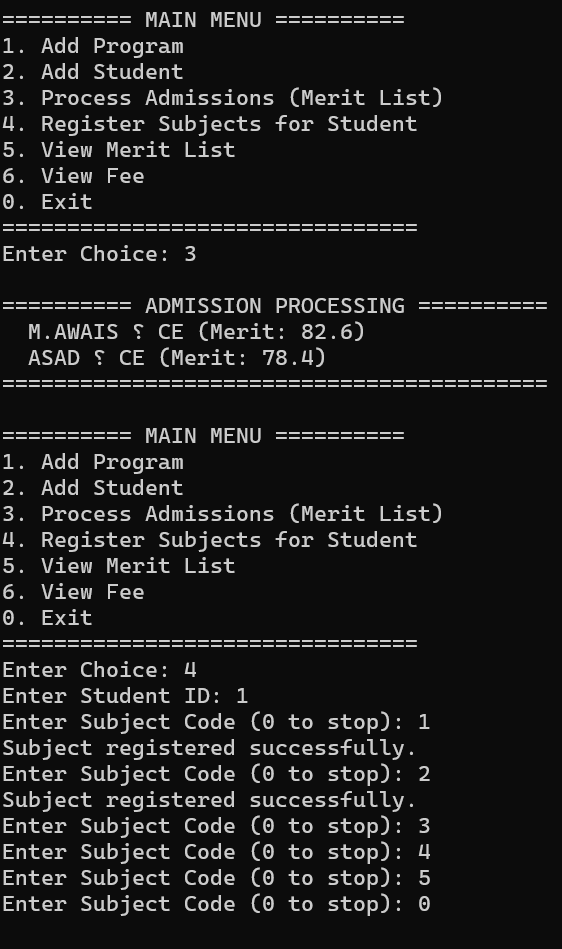 ========== MAIN MENU ==========
1. Add Program
2. Add Student
3. Process Admissions (Merit List)
4. Register Subjects for Student
5. View Merit List
6. View Fee
0. Exit
================================
Enter Choice: 3
========== ADMISSION PROCESSING ==========
M.AWAIS ⸮ CE (Merit: 82.6)
ASAD ⸮ CE (Merit: 78.4)
==========================================
========== MAIN MENU ==========
1. Add Program
2. Add Student
3. Process Admissions (Merit List)
4. Register Subjects for Student
5. View Merit List
6. View Fee
0. Exit
================================
Enter Choice: 4
Enter Student ID: 1
Enter Subject Code (0 to stop): 1
Subject registered successfully.
Enter Subject Code (0 to stop): 2
Subject registered successfully.
Enter Subject Code (0 to stop): 3
Enter Subject Code (0 to stop): 4
Enter Subject Code (0 to stop): 5
Enter Subject Code (0 to stop): 0